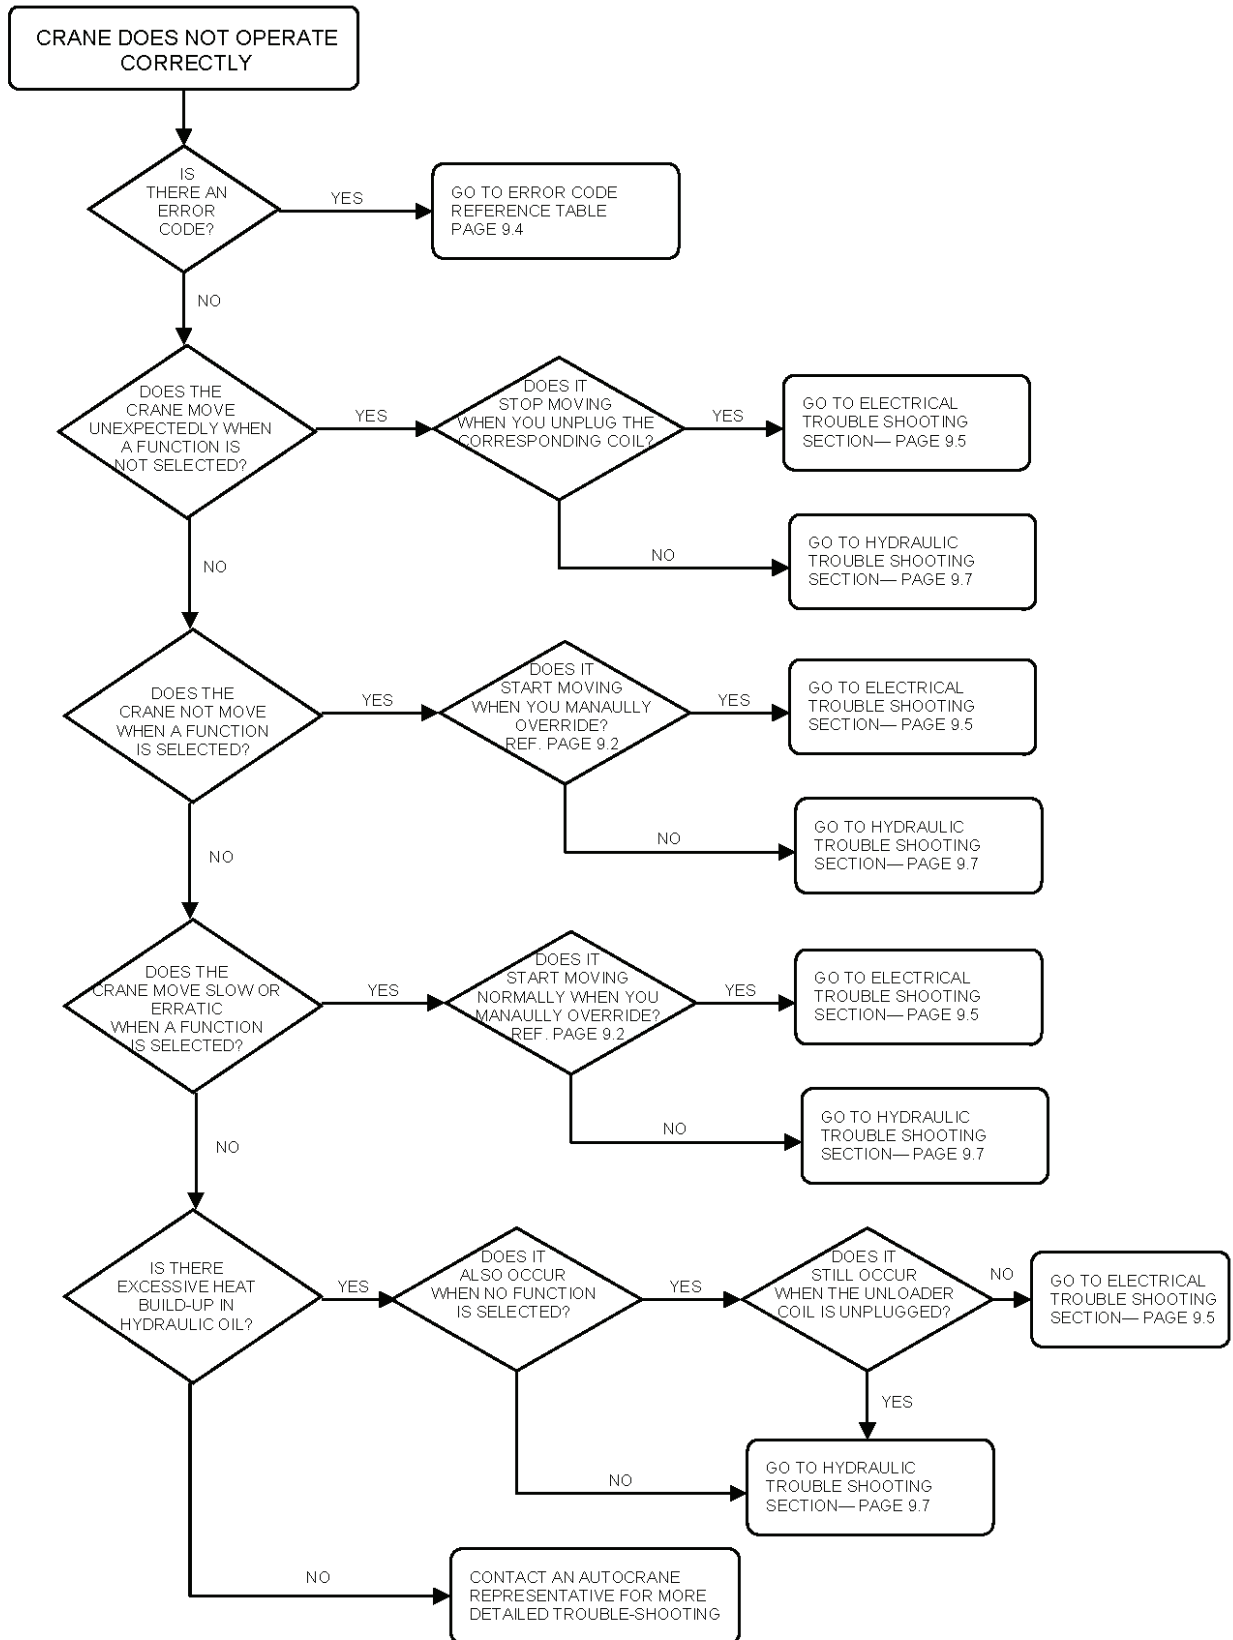 CRANE DOES NOT OPERATE
CORRECTLY
IS
THERE AN
ERROR
CODE?
YES
GO TO ERROR CODE
REFERENCE TABLE
PAGE 9.4
NO
DOES THE
CRANE MOVE
UNEXPECTEDLY WHEN
A FUNCTION IS
NOT SELECTED?
YES
DOES IT
STOP MOVING
WHEN YOU UNPLUG THE
CORRESPONDING COIL?
YES
GO TO ELECTRICAL
TROUBLE SHOOTING
SECTION— PAGE 9.5
NO
GO TO HYDRAULIC
TROUBLE SHOOTING
SECTION— PAGE 9.7
NO
DOES THE
CRANE NOT MOVE
WHEN A FUNCTION
IS SELECTED?
YES
DOES IT
START MOVING
WHEN YOU MANAULLY
OVERRIDE?
REF. PAGE 9.2
YES
GO TO ELECTRICAL
TROUBLE SHOOTING
SECTION— PAGE 9.5
NO
GO TO HYDRAULIC
TROUBLE SHOOTING
SECTION— PAGE 9.7
NO
DOES THE
CRANE MOVE SLOW OR
ERRATIC
WHEN A FUNCTION
IS SELECTED?
YES
DOES IT
START MOVING
NORMALLY WHEN YOU
MANAULLY OVERRIDE?
REF. PAGE 9.2
YES
GO TO ELECTRICAL
TROUBLE SHOOTING
SECTION— PAGE 9.5
NO
GO TO HYDRAULIC
TROUBLE SHOOTING
SECTION— PAGE 9.7
NO
IS THERE
EXCESSIVE HEAT
BUILD-UP IN
HYDRAULIC OIL?
YES
DOES IT
ALSO OCCUR
WHEN NO FUNCTION
IS SELECTED?
YES
DOES IT
STILL OCCUR
WHEN THE UNLOADER
COIL IS UNPLUGGED?
NO
GO TO ELECTRICAL
TROUBLE SHOOTING
SECTION— PAGE 9.5
YES
NO
GO TO HYDRAULIC
TROUBLE SHOOTING
SECTION— PAGE 9.7
NO
CONTACT AN AUTOCRANE
REPRESENTATIVE FOR MORE
DETAILED TROUBLE-SHOOTING